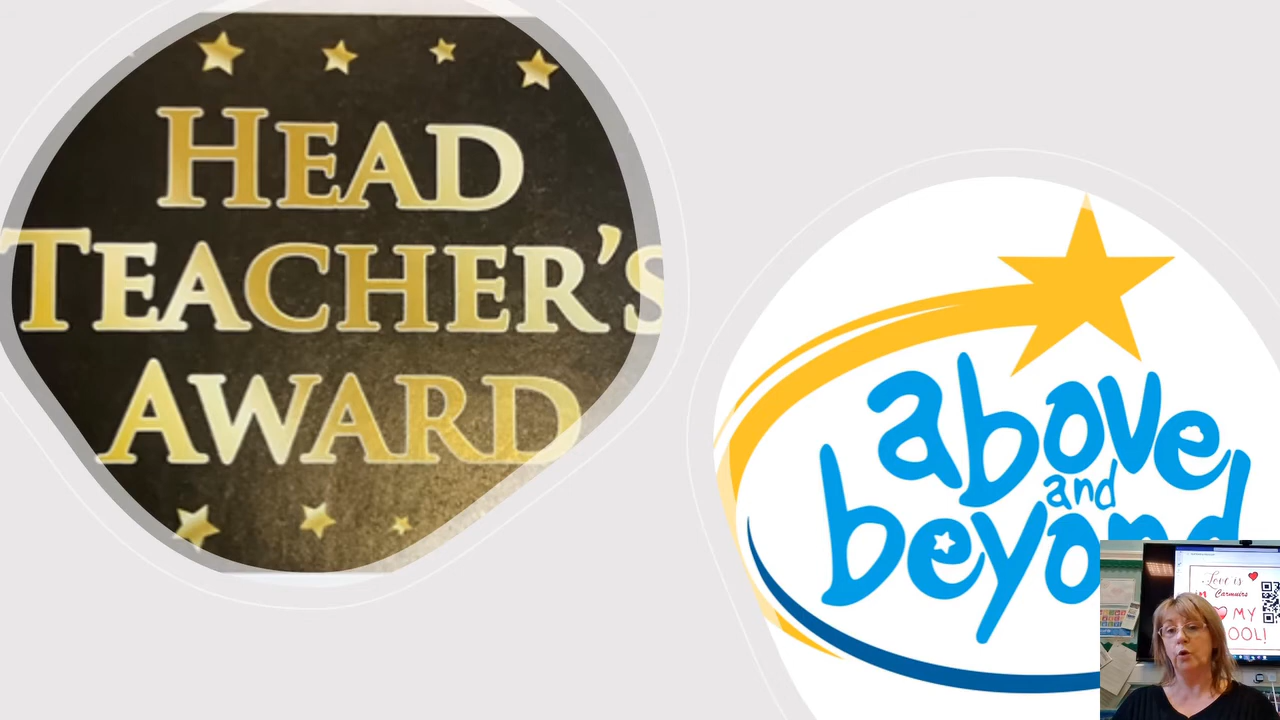 HEAD
TEACHER'S
AWARD
above
and
beyond
Love is
Carmuirs
MY
OOL!